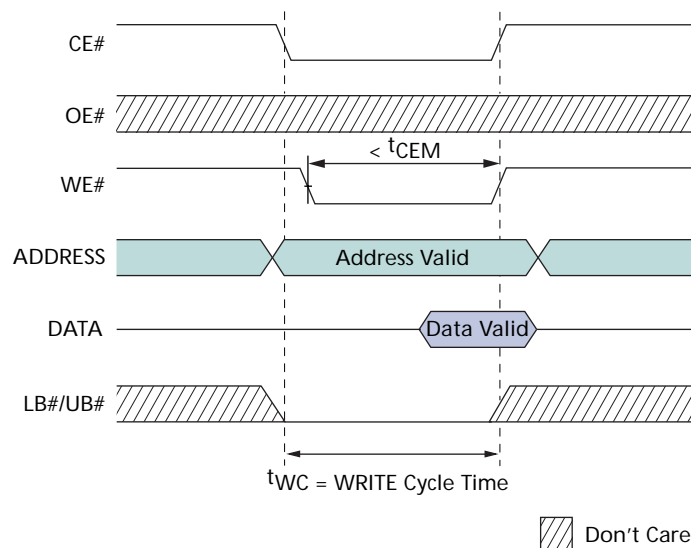 CE#
OE#
< tCEM
WE#
ADDRESS
Address Valid
DATA
Data Valid
LB#/UB#
tWC = WRITE Cycle Time
Don't Care